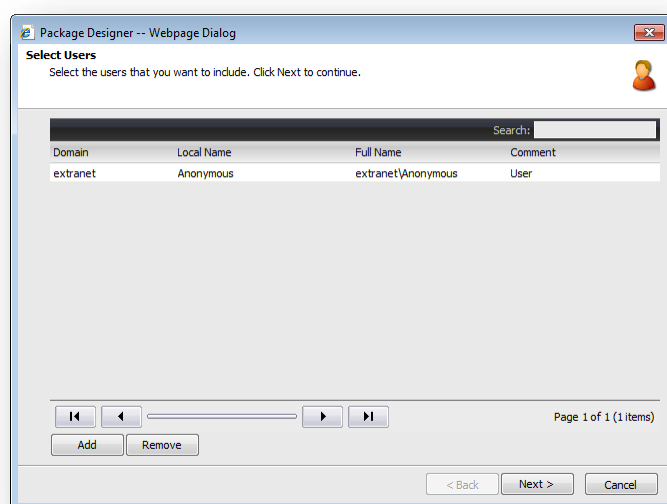 Package Designer -- Webpage Dialog
Select Users
Select the users that you want to include. Click Next to continue.
Search:
Domain Local Name Full Name Comment
extranet Anonymous extranet\Anonymous User
Page 1 of 1 (1 items)
Add Remove
< Back Next > Cancel